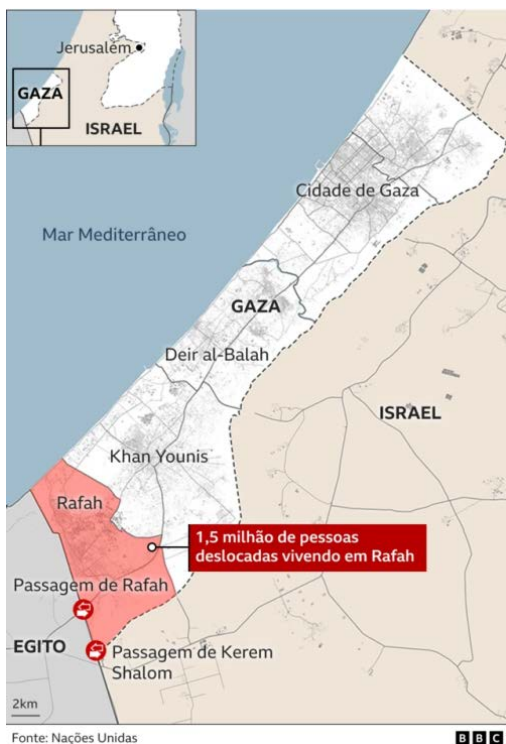 Jerusalém
GAZA
ISRAEL
Cidade de Gaza
Mar Mediterrâneo
GAZA
Deir al-Balah
ISRAEL
Khan Younis
Rafah
1,5 milhão de pessoas
deslocadas vivendo em Rafah
Passagem de Rafah
EGITO
Passagem de Kerem
Shalom
2km
Fonte: Nações Unidas
BBC